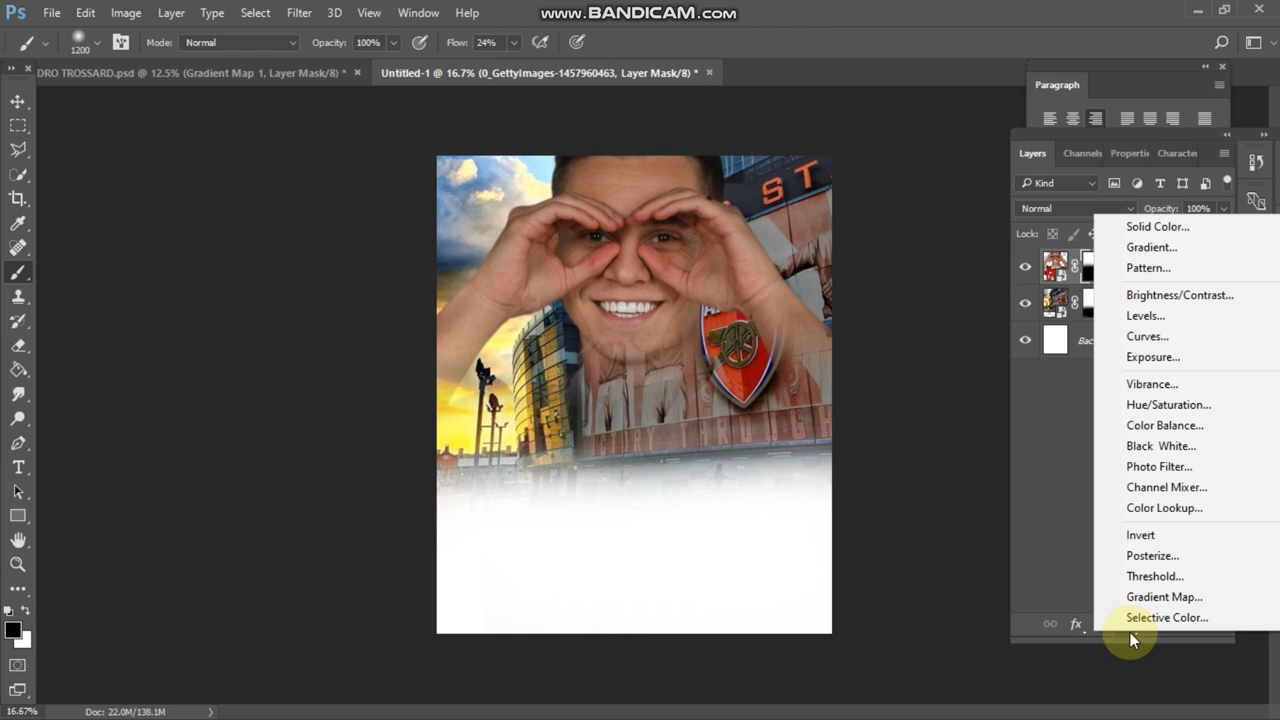 www.BANDICAM.com
Ps File Edit Image Layer Type Select Filter 3D View Window Help
1200 Mode: Normal Opacity: 100% Flow: 24%
DRO TROSSARD.psd @ 12.5% (Gradient Map 1, Layer Mask/8) * × Untitled-1 @ 16.7% (0_GettyImages-1457960463, Layer Mask/8) * ×
Paragraph
Layers Channels Properti Character
Kind
Normal Opacity: 100%
Lock:
Solid Color...
Gradient...
Pattern...
Brightness/Contrast...
Levels...
Curves...
Exposure...
Vibrance...
Hue/Saturation...
Color Balance...
Black White...
Photo Filter...
Channel Mixer...
Color Lookup...
Invert
Posterize...
Threshold...
Gradient Map...
Selective Color...
Bac
fx
ST
16.67% Doc: 22.0M/138.1M